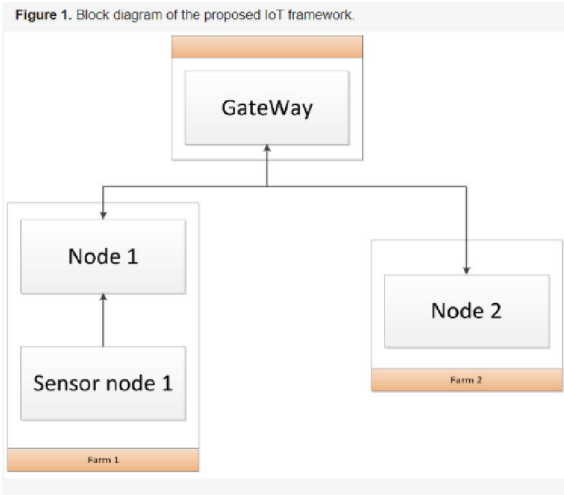 Figure 1. Block diagram of the proposed IoT framework.
GateWay
Node 1
Node 2
Sensor node 1
Farm 2
Farm 1